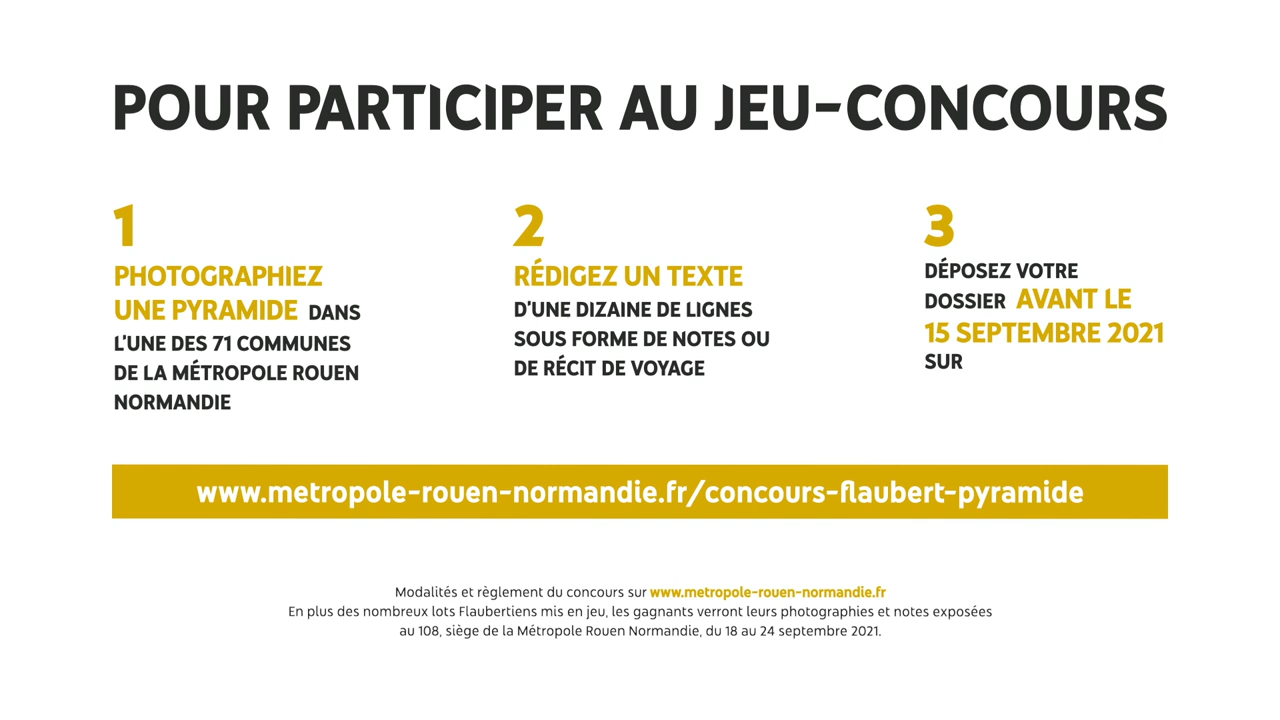 POUR PARTICIPER AU JEU-CONCOURS
1
PHOTOGRAPHIEZ
UNE PYRAMIDE DANS
L'UNE DES 71 COMMUNES
DE LA MÉTROPOLE ROUEN
NORMANDIE
2
RÉDIGEZ UN TEXTE
D'UNE DIZAINE DE LIGNES
SOUS FORME DE NOTES OU
DE RÉCIT DE VOYAGE
3
DÉPOSEZ VOTRE
DOSSIER AVANT LE
15 SEPTEMBRE 2021
SUR
www.metropole-rouen-normandie.fr/concours-flaubert-pyramide
Modalités et règlement du concours sur www.metropole-rouen-normandie.fr
En plus des nombreux lots Flaubertiens mis en jeu, les gagnants verront leurs photographies et notes exposées
au 108, siège de la Métropole Rouen Normandie, du 18 au 24 septembre 2021.